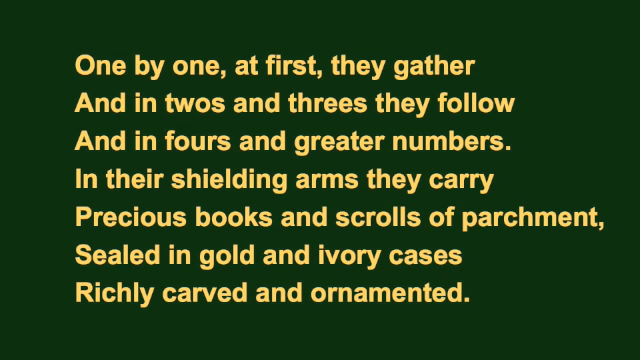 One by one, at first, they gather
And in twos and threes they follow
And in fours and greater numbers.
In their shielding arms they carry
Precious books and scrolls of parchment,
Sealed in gold and ivory cases
Richly carved and ornamented.